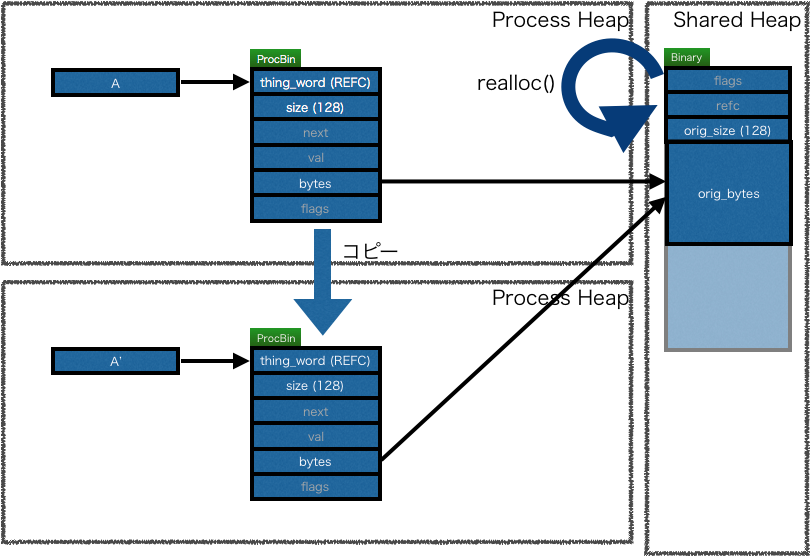 Process Heap
Shared Heap
ProcBin
Binary
A
thing_word (REFC)
size (128)
next
val
bytes
flags
realloc()
flags
refc
orig_size (128)
orig_bytes
コピー
Process Heap
ProcBin
A'
thing_word (REFC)
size (128)
next
val
bytes
flags